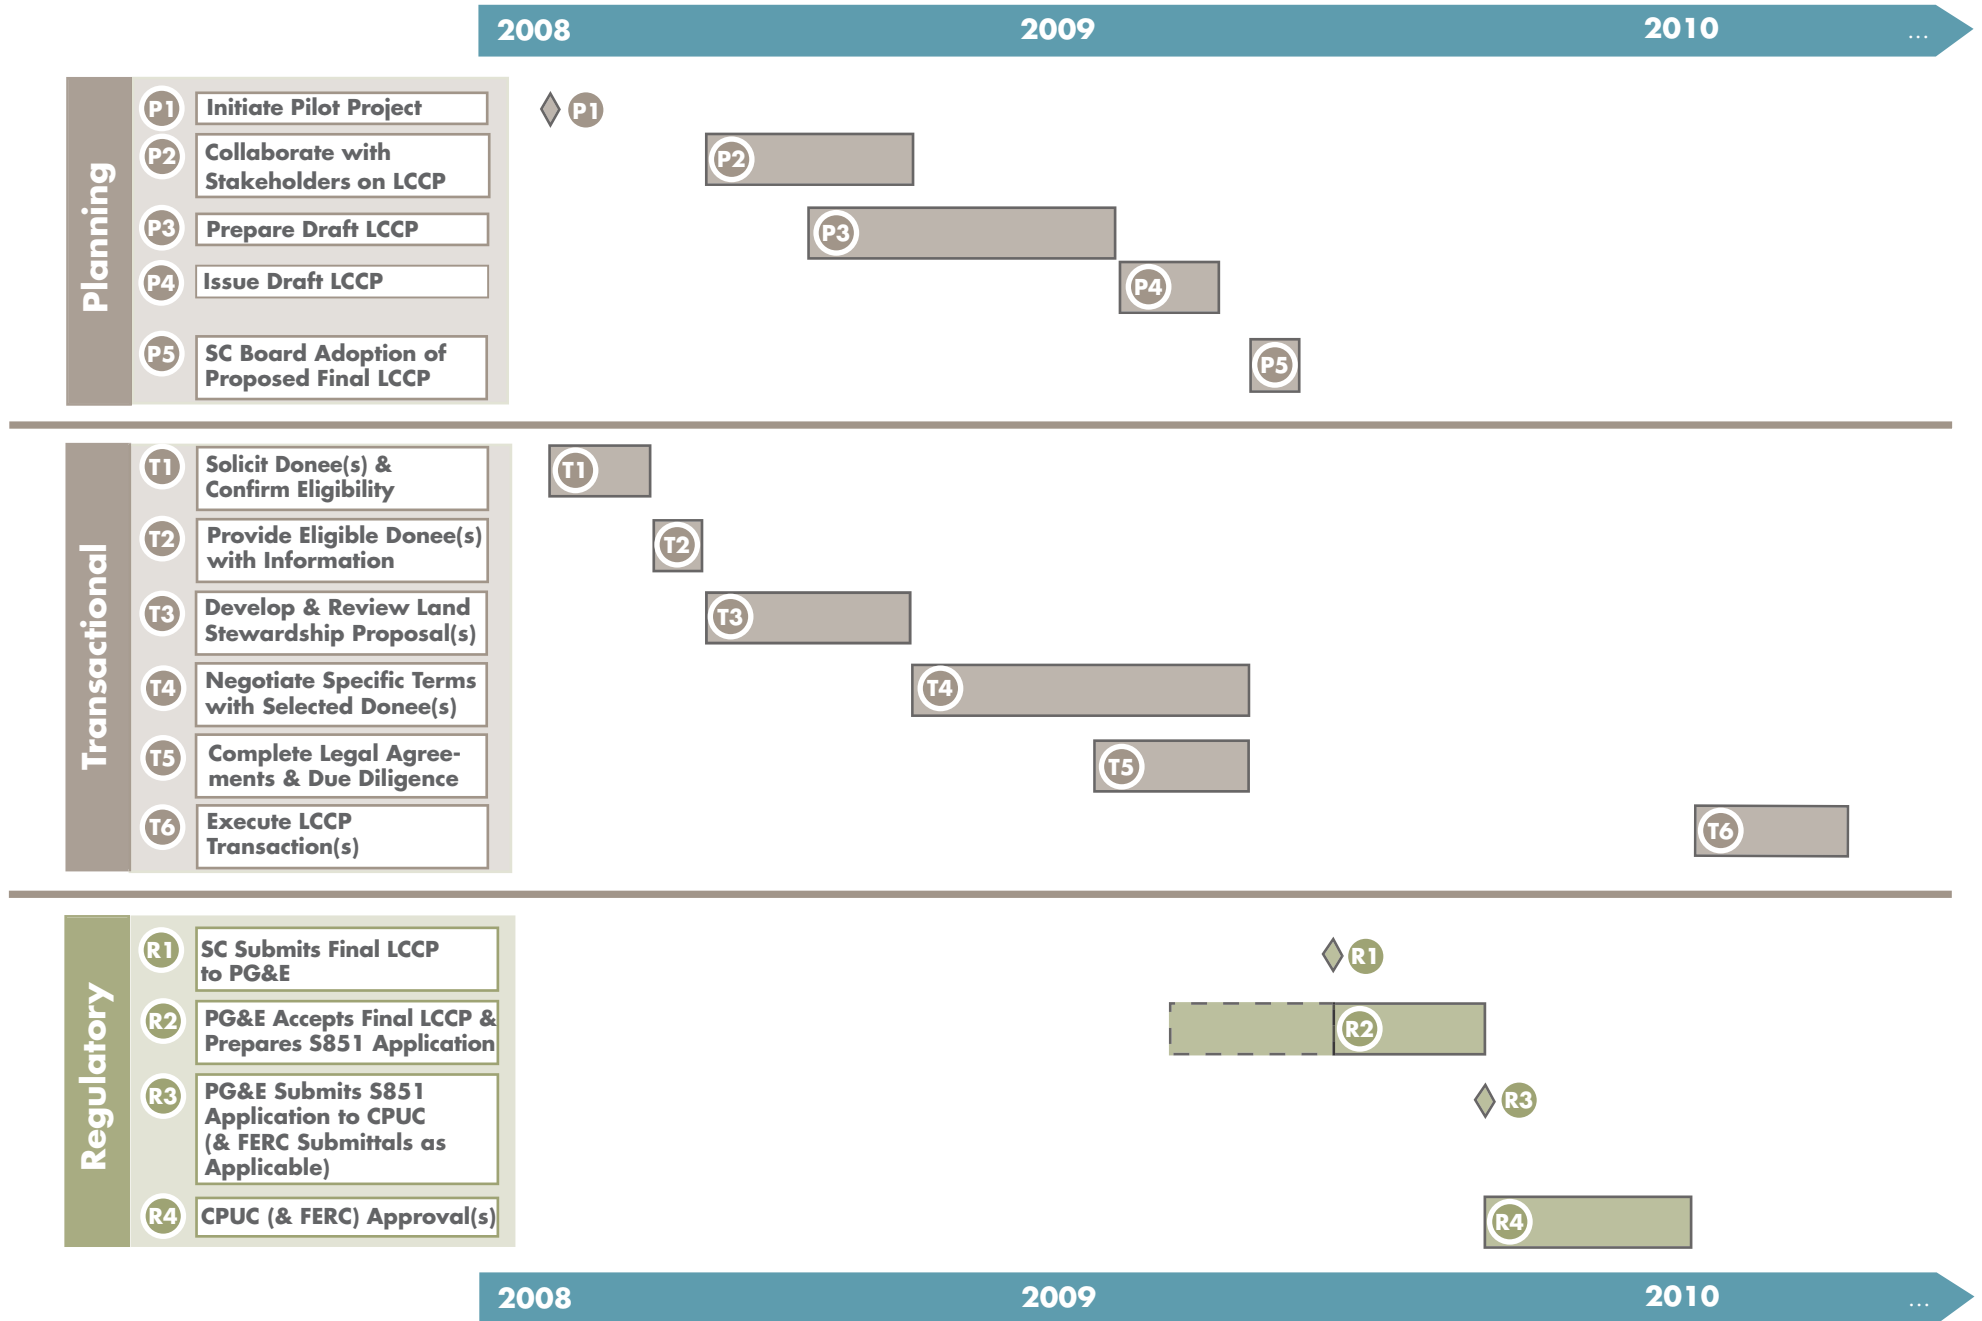 2008 2009 2010 ...
Planning
P1 Initiate Pilot Project
P1
P2 Collaborate with
Stakeholders on LCCP
P2
P3 Prepare Draft LCCP
P3
P4 Issue Draft LCCP
P4
P5 SC Board Adoption of
Proposed Final LCCP
P5
Transactional
T1 Solicit Donee(s) &
Confirm Eligibility
T1
T2 Provide Eligible Donee(s)
with Information
T2
T3 Develop & Review Land
Stewardship Proposal(s)
T3
T4 Negotiate Specific Terms
with Selected Donee(s)
T4
T5 Complete Legal Agree-
ments & Due Diligence
T5
T6 Execute LCCP
Transaction(s)
T6
Regulatory
R1 SC Submits Final LCCP
to PG&E
R1
R2 PG&E Accepts Final LCCP &
Prepares S851 Application
R2
R3 PG&E Submits S851
Application to CPUC
(& FERC Submittals as
Applicable)
R3
R4 CPUC (& FERC) Approval(s)
R4
2008 2009 2010 ...